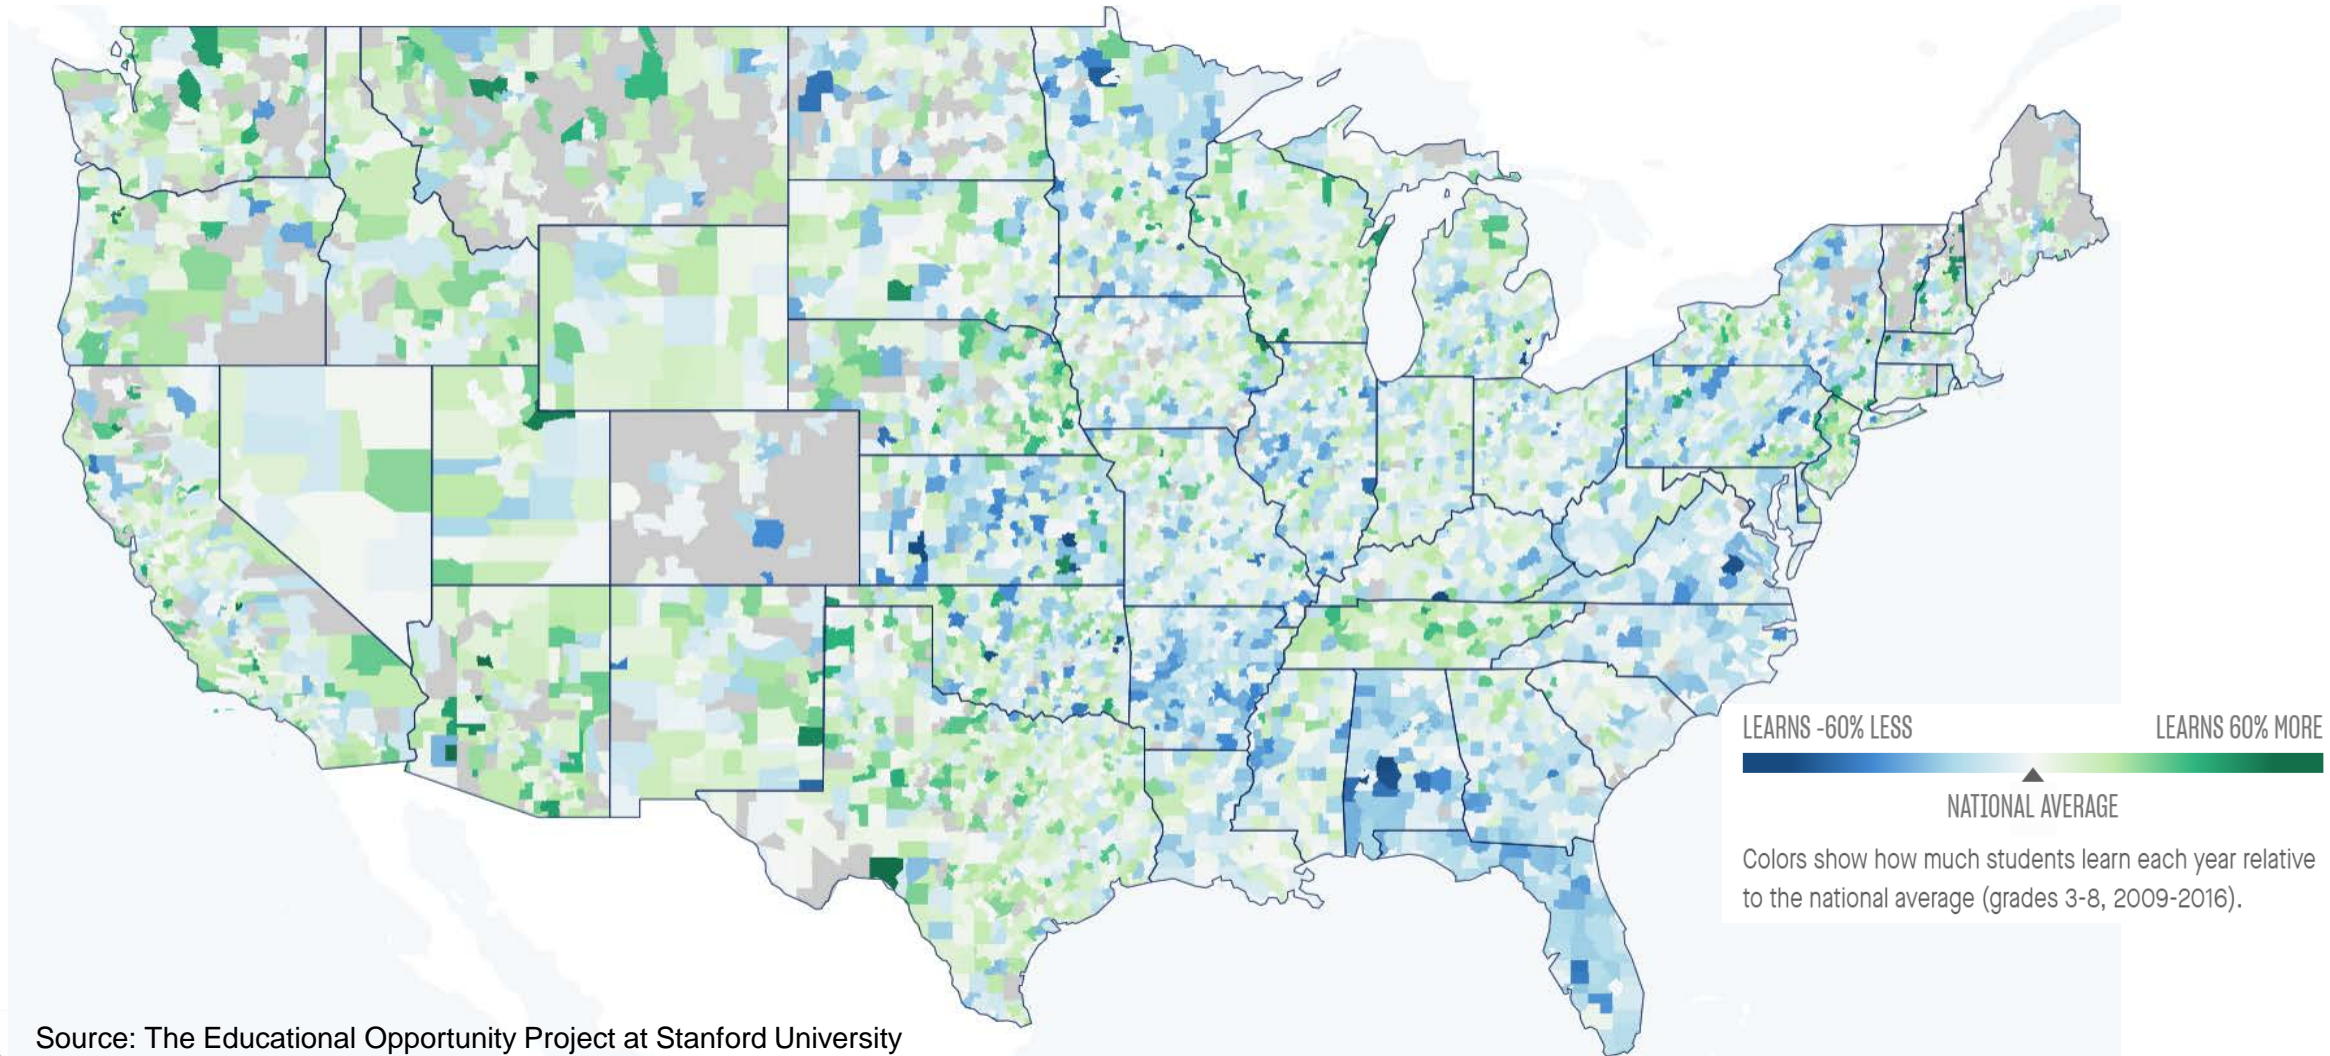 LEARNS -60% LESS
LEARNS 60% MORE
NATIONAL AVERAGE
Colors show how much students learn each year relative
to the national average (grades 3-8, 2009-2016).
Source: The Educational Opportunity Project at Stanford University